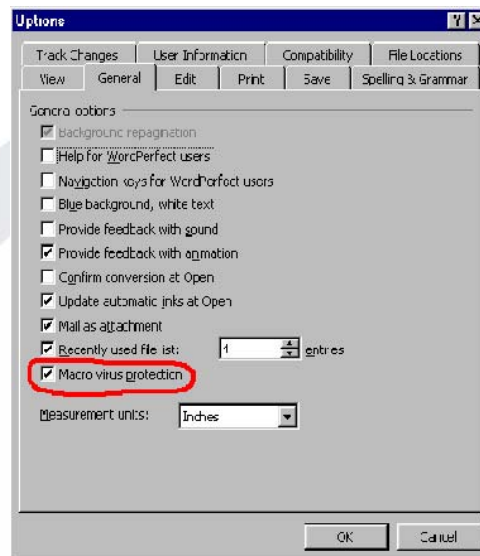 Options
Track Changes User Information Compatibility File Locations
View General Edit Print Save Spelling & Grammar
General options
Background repagination
Help for WordPerfect users
Navigation keys for WordPerfect users
Blue background, white text
Provide feedback with sound
Provide feedback with animation
Confirm conversion at Open
Update automatic links at Open
Mail as attachment
Recently used file list: entries
Macro virus protection
Measurement units: Inches
OK Cancel